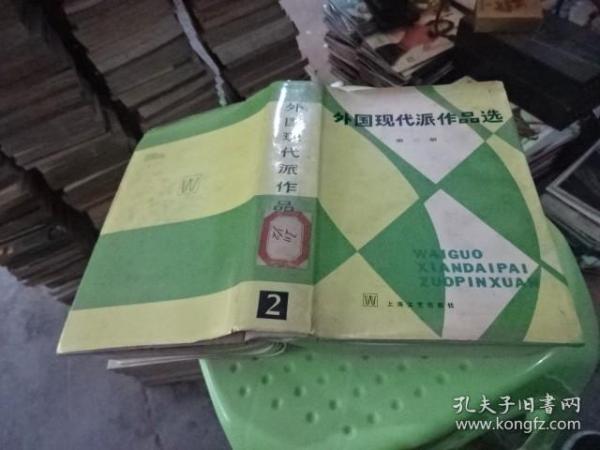 外国现代派作品
2
外国现代派作品选
第二册
WAIGUO
XIANDAIPAI
ZUOPINXUAN
W 上海文艺出版社
W
孔夫子旧书网
www.kongfz.com